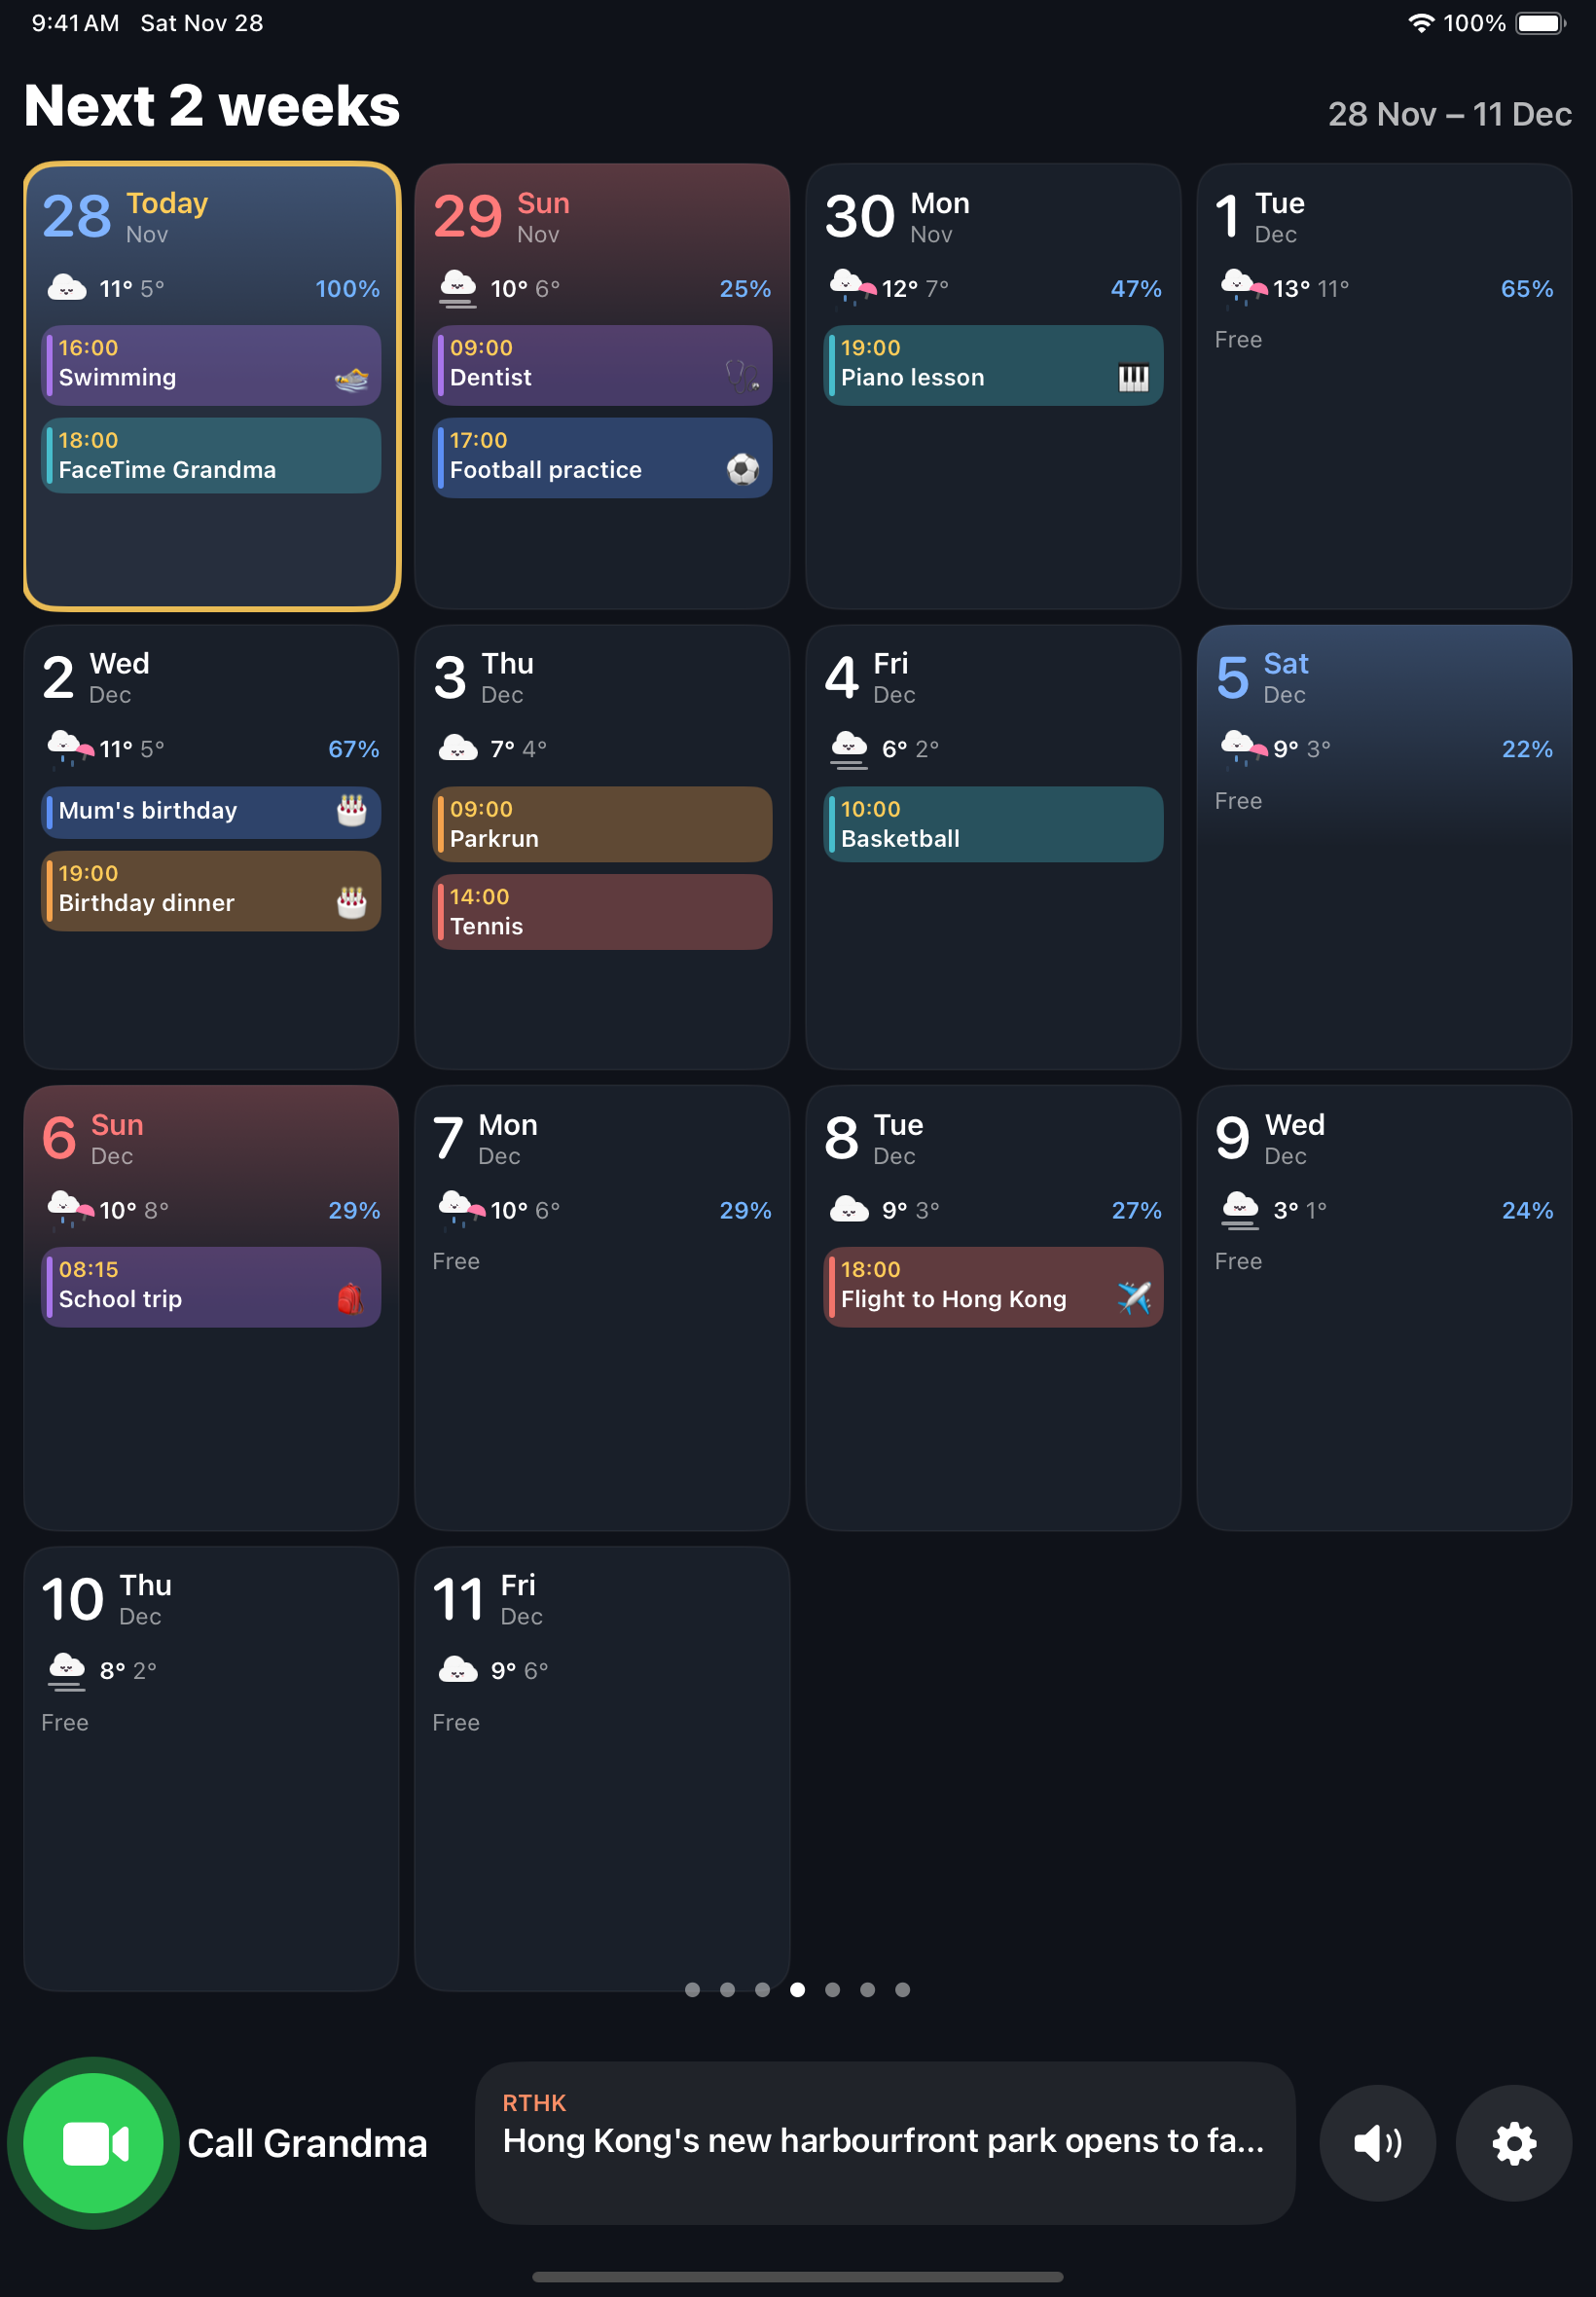 9:41 AM Sat Nov 28
100%
Next 2 weeks
28 Nov – 11 Dec
28 Today
Nov
11° 5° 100%
16:00
Swimming
18:00
FaceTime Grandma
29 Sun
Nov
10° 6° 25%
09:00
Dentist
17:00
Football practice
30 Mon
Nov
12° 7° 47%
19:00
Piano lesson
1 Tue
Dec
13° 11° 65%
Free
2 Wed
Dec
11° 5° 67%
Mum's birthday
19:00
Birthday dinner
3 Thu
Dec
7° 4°
09:00
Parkrun
14:00
Tennis
4 Fri
Dec
6° 2°
10:00
Basketball
5 Sat
Dec
9° 3° 22%
Free
6 Sun
Dec
10° 8° 29%
08:15
School trip
7 Mon
Dec
10° 6° 29%
Free
8 Tue
Dec
9° 3° 27%
18:00
Flight to Hong Kong
9 Wed
Dec
3° 1° 24%
Free
10 Thu
Dec
8° 2°
Free
11 Fri
Dec
9° 6°
Free
Call Grandma
RTHK
Hong Kong's new harbourfront park opens to fa...